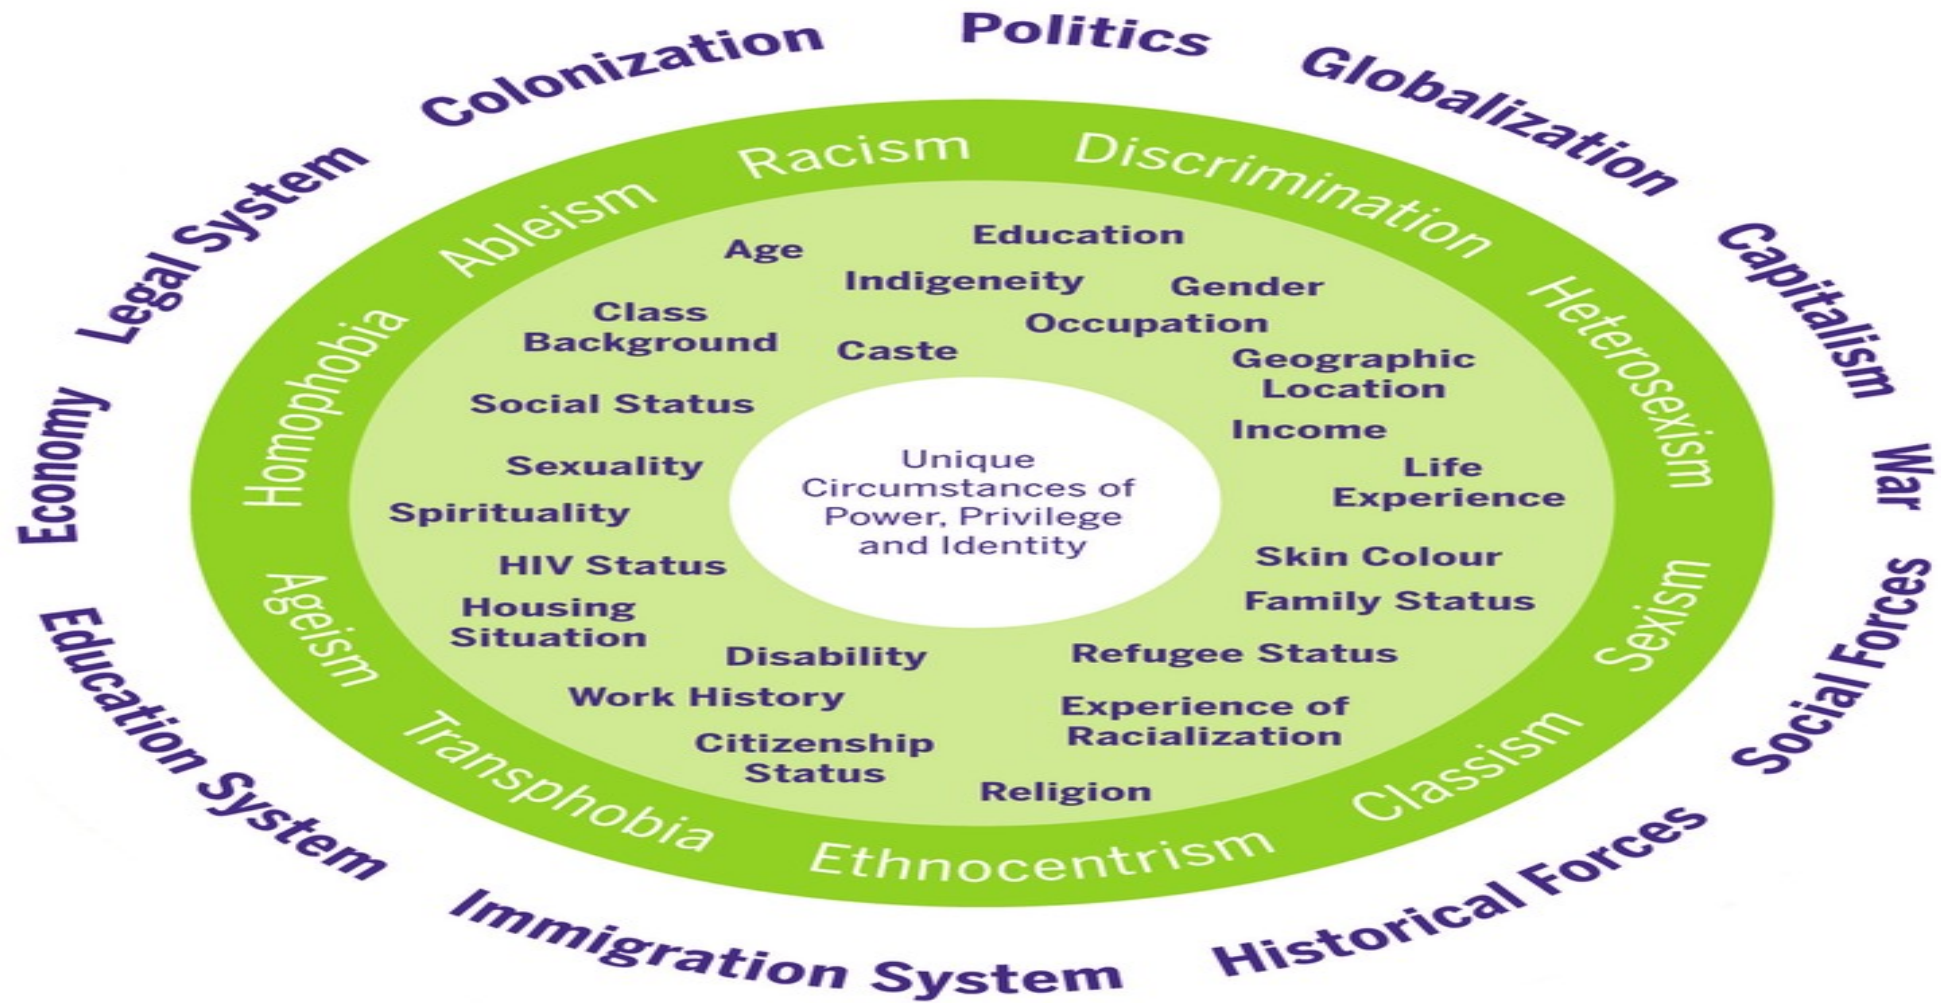 Politics
Globalization
Capitalism
War
Social Forces
Historical Forces
Immigration System
Education System
Economy
Legal System
Colonization
Racism
Discrimination
Heterosexism
Sexism
Classism
Ethnocentrism
Transphobia
Ageism
Homophobia
Ableism
Age
Education
Indigeneity
Gender
Class
Background
Occupation
Caste
Geographic
Location
Social Status
Income
Sexuality
Life
Experience
Spirituality
HIV Status
Skin Colour
Housing
Situation
Family Status
Disability
Refugee Status
Work History
Experience of
Racialization
Citizenship
Status
Religion
Unique
Circumstances of
Power, Privilege
and Identity